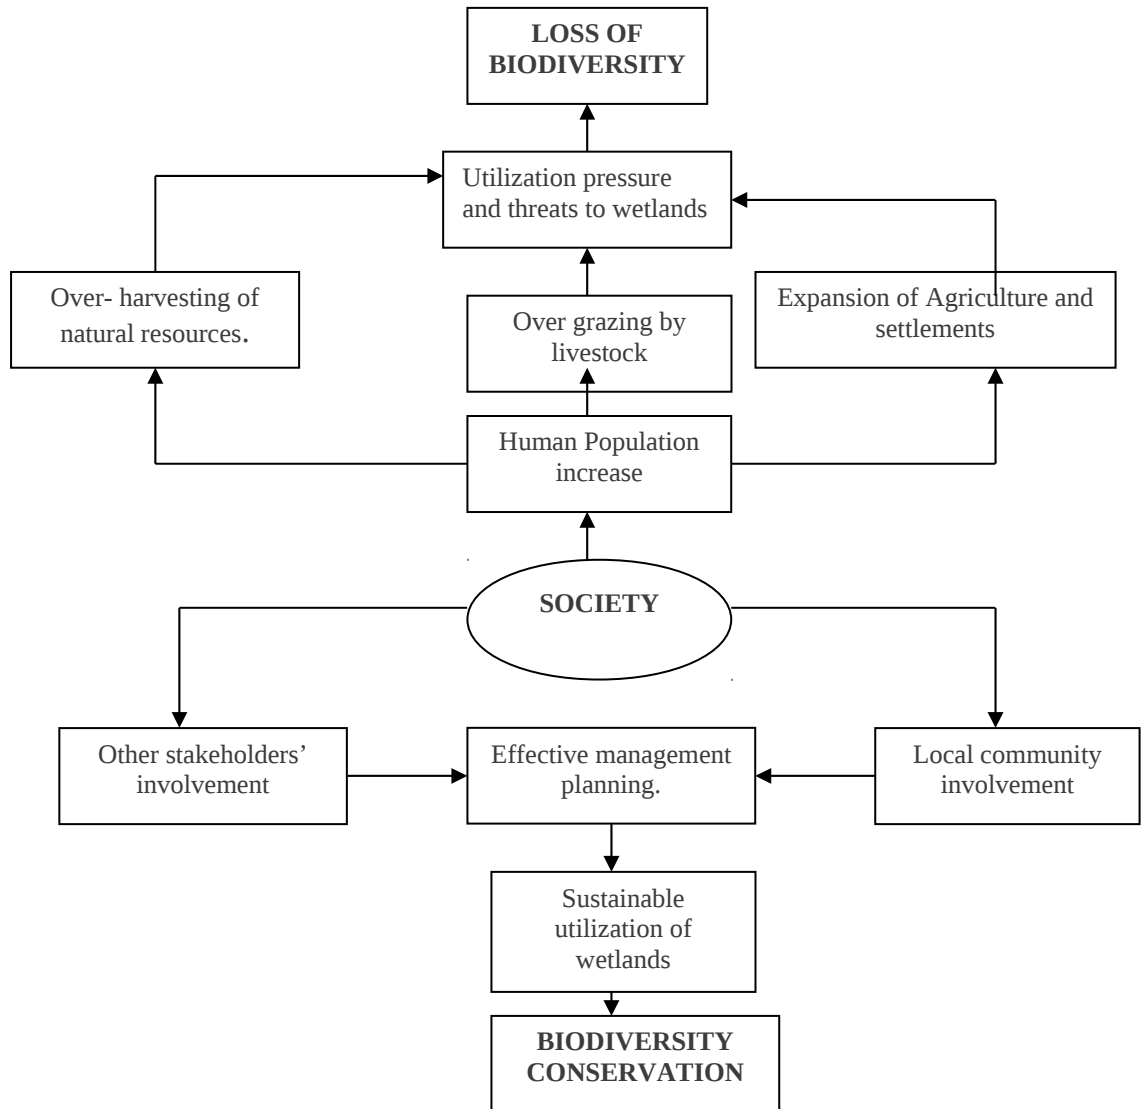 LOSS OF
BIODIVERSITY
Utilization pressure
and threats to wetlands
Over- harvesting of
natural resources.
Over grazing by
livestock
Expansion of Agriculture and
settlements
Human Population
increase
SOCIETY
Other stakeholders’
involvement
Effective management
planning.
Local community
involvement
Sustainable
utilization of
wetlands
BIODIVERSITY
CONSERVATION